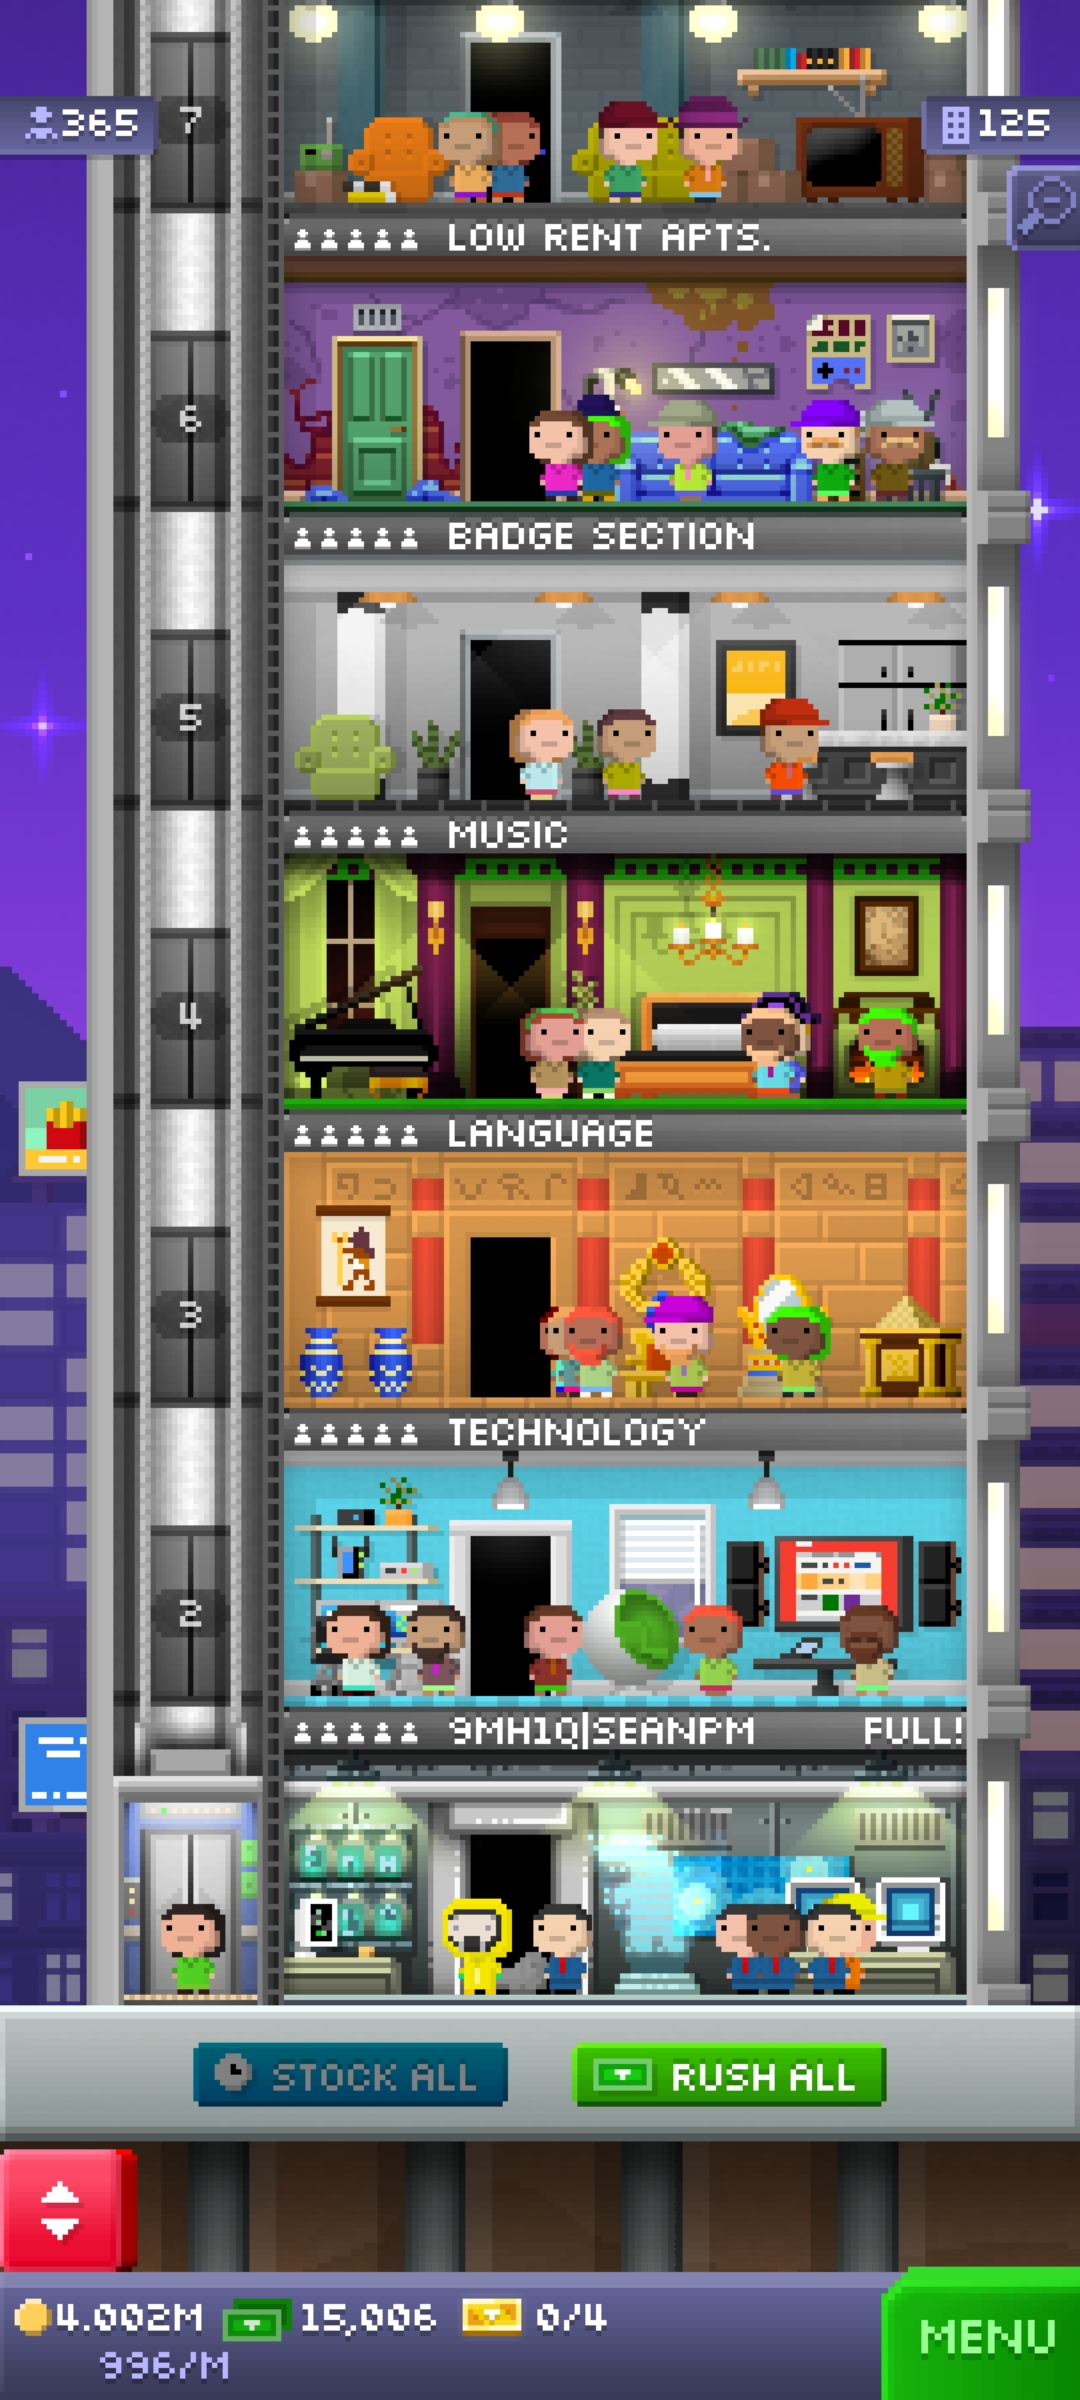 365
7
125
LOW RENT APTS.
6
BADGE SECTION
5
MUSIC
4
LANGUAGE
3
TECHNOLOGY
2
9MH1Q|SEANPM FULL!
STOCK ALL
RUSH ALL
4.002M
15,006
0/4
996/M
MENU